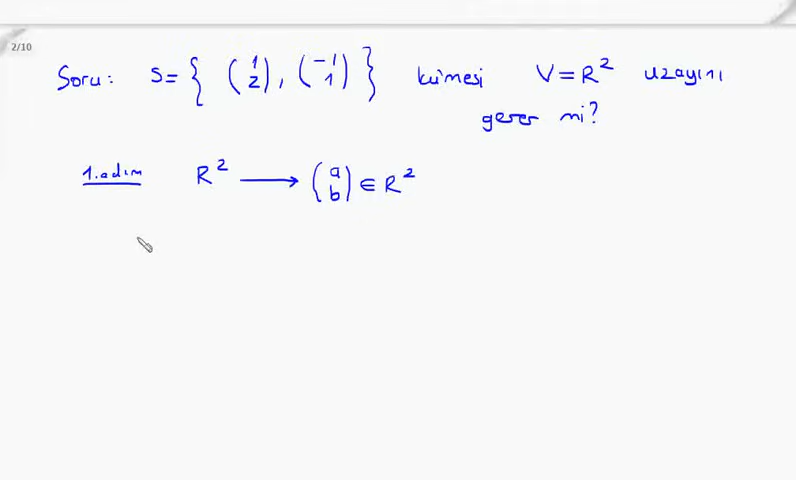 2/10
Soru: S = { (1 2), (-1 1) } kümesi V = R² uzayını
gerer mi?
1. adım R² ⟶ (a b) ∈ R²